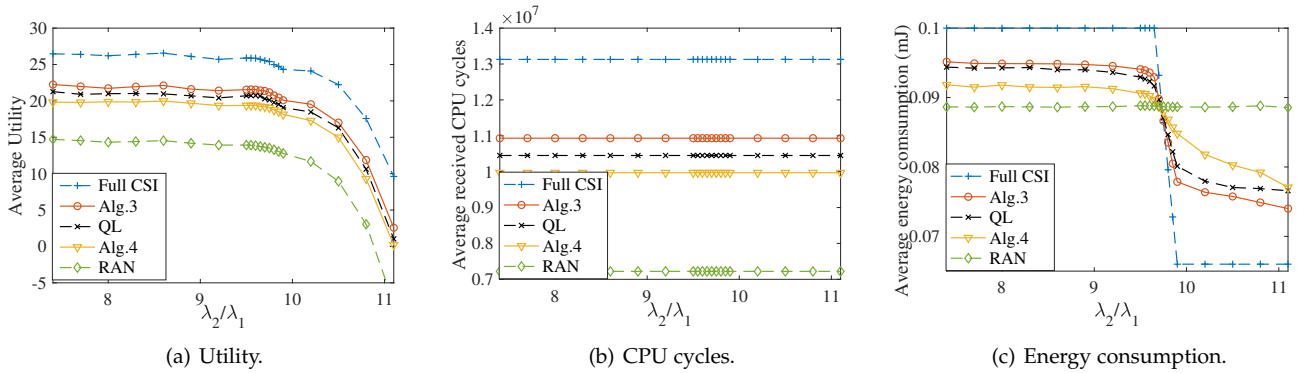 30
25
20
15
10
5
0
-5
Average Utility
Full CSI
Alg.3
QL
Alg.4
RAN
8
9
10
11
λ2/λ1
(a) Utility.
×10^7
1.4
1.3
1.2
1.1
1
0.9
0.8
0.7
Average received CPU cycles
Full CSI
Alg.3
QL
Alg.4
RAN
8
9
10
11
λ2/λ1
(b) CPU cycles.
0.1
0.09
0.08
0.07
Average energy comsumption (mJ)
Full CSI
Alg.3
QL
Alg.4
RAN
8
9
10
11
λ2/λ1
(c) Energy consumption.